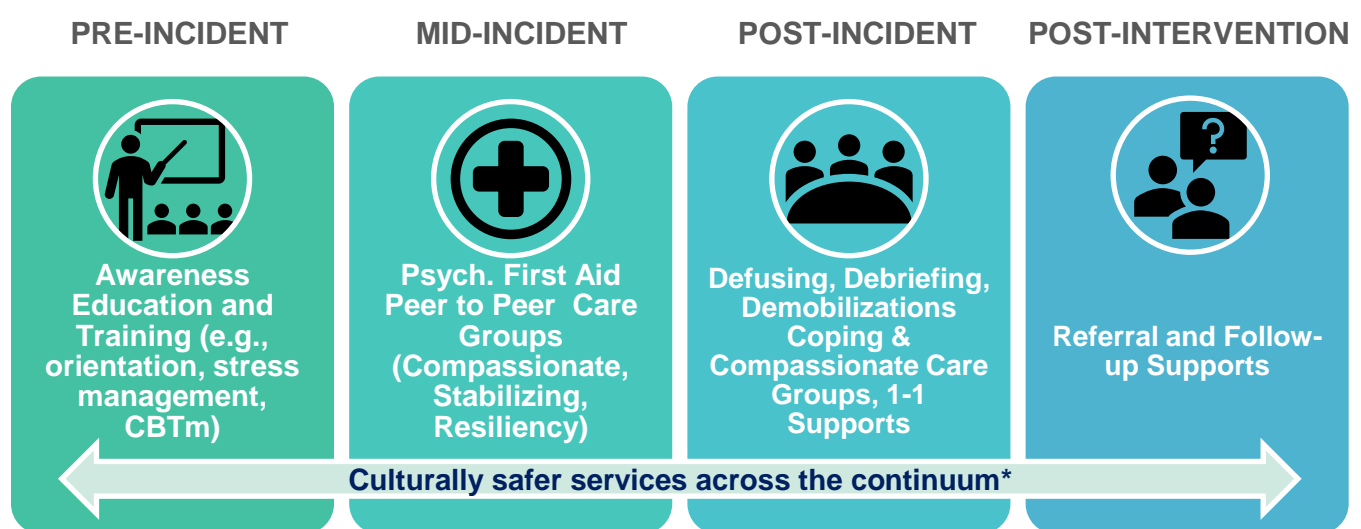 PRE-INCIDENT
MID-INCIDENT
POST-INCIDENT
POST-INTERVENTION
Awareness
Education and
Training (e.g.,
orientation, stress
management,
CBTm)
Psych. First Aid
Peer to Peer Care
Groups
(Compassionate,
Stabilizing,
Resiliency)
Defusing, Debriefing,
Demobilizations
Coping &
Compassionate Care
Groups, 1-1
Supports
?
Referral and Follow-
up Supports
Culturally safer services across the continuum*